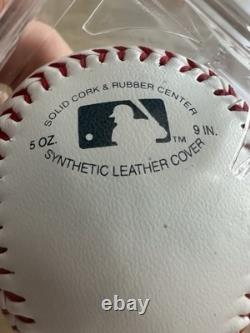 SOLID CORK & RUBBER CENTER
5 OZ. TM 9 IN.
SYNTHETIC LEATHER COVER